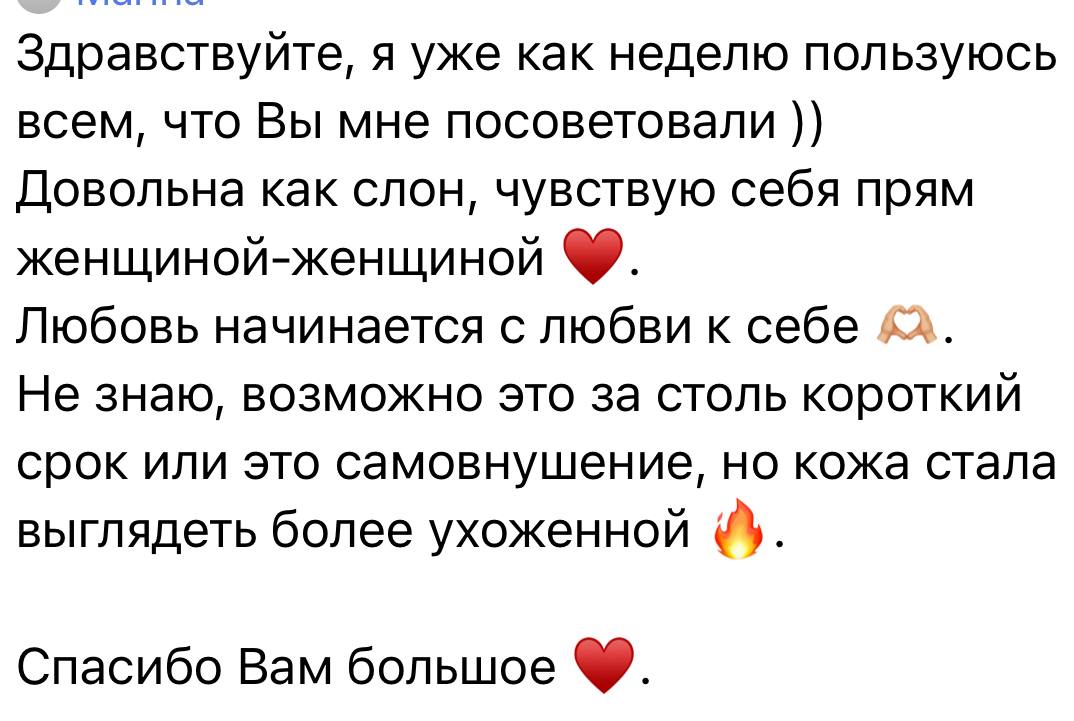 Здравствуйте, я уже как неделю пользуюсь
всем, что Вы мне посоветовали ))
Довольна как слон, чувствую себя прям
женщиной-женщиной ♥️.
Любовь начинается с любви к себе 🫶🏼.
Не знаю, возможно это за столь короткий
срок или это самовнушение, но кожа стала
выглядеть более ухоженной 🔥.
Спасибо Вам большое ♥️.